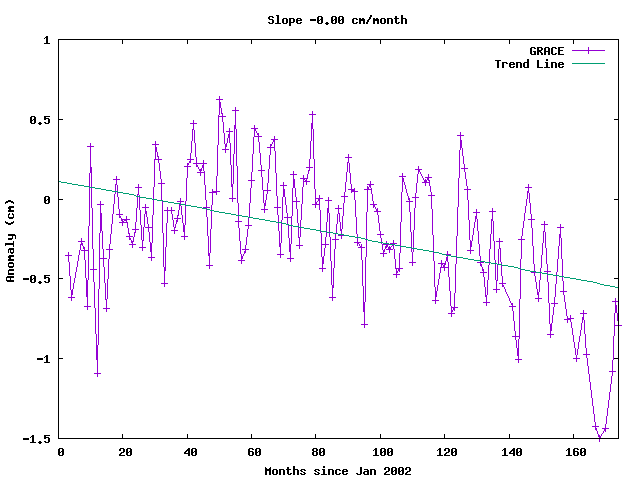 Slope -0.00 cm/month
GRACE
Trend Line
1
0.5
0
-0.5
-1
-1.5
Anomaly (cm)
0 20 40 60 80 100 120 140 160
Months since Jan 2002